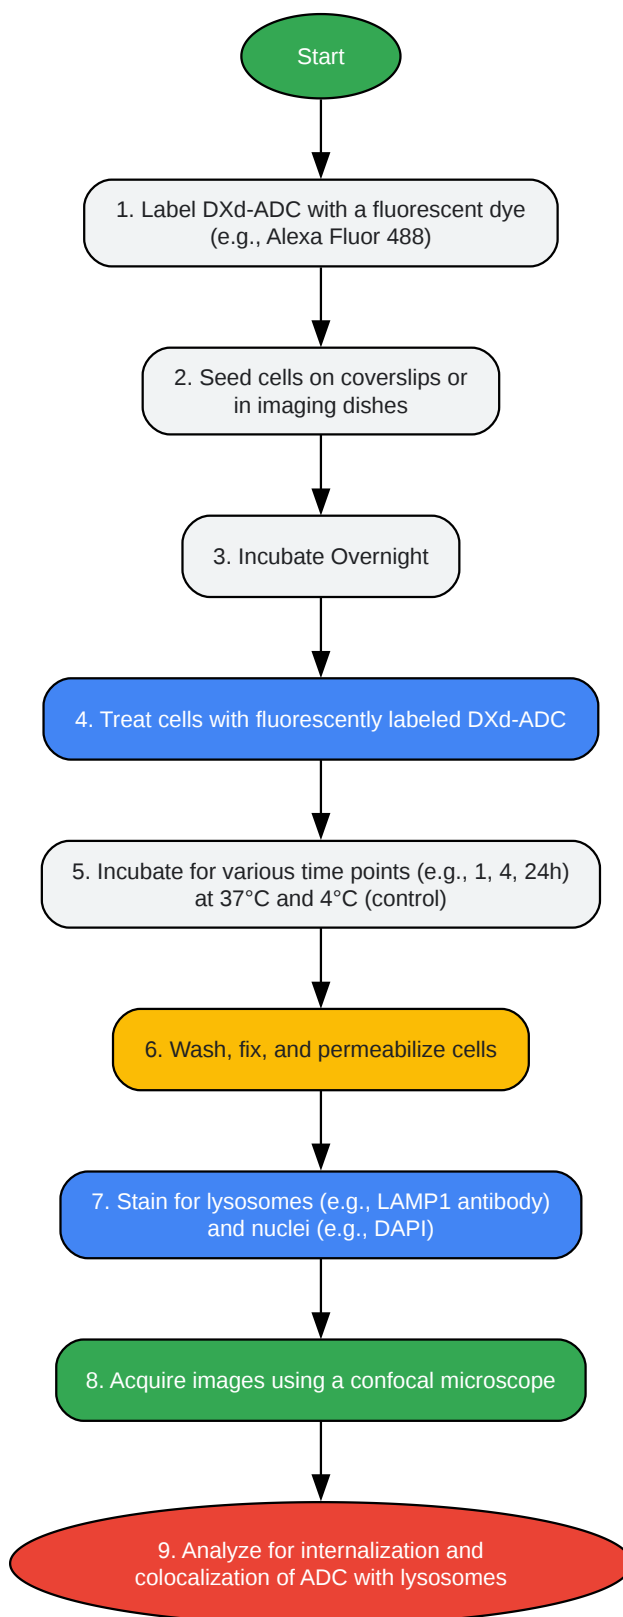 Start
1. Label DXd-ADC with a fluorescent dye
(e.g., Alexa Fluor 488)
2. Seed cells on coverslips or
in imaging dishes
3. Incubate Overnight
4. Treat cells with fluorescently labeled DXd-ADC
5. Incubate for various time points (e.g., 1, 4, 24h)
at 37°C and 4°C (control)
6. Wash, fix, and permeabilize cells
7. Stain for lysosomes (e.g., LAMP1 antibody)
and nuclei (e.g., DAPI)
8. Acquire images using a confocal microscope
9. Analyze for internalization and
colocalization of ADC with lysosomes